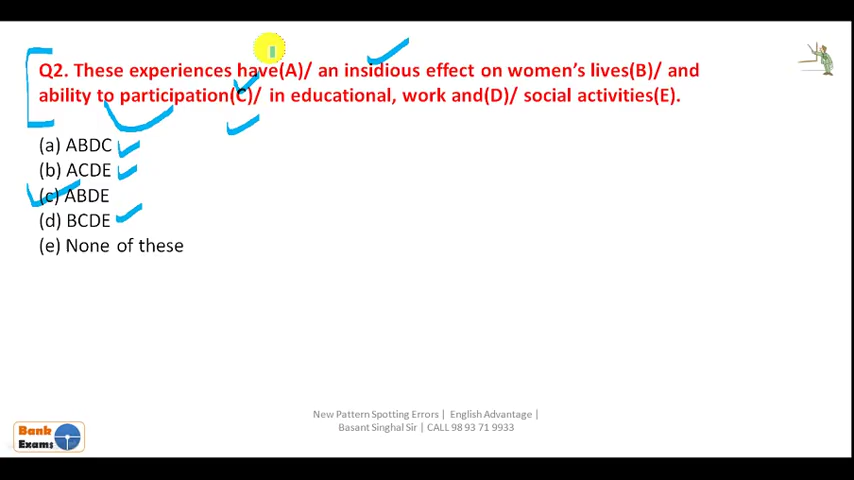 Q2. These experiences have(A)/ an insidious effect on women's lives(B)/ and
ability to participation(C)/ in educational, work and(D)/ social activities(E).
(a) ABDC
(b) ACDE
(c) ABDE
(d) BCDE
(e) None of these
New Pattern Spotting Errors | English Advantage |
Basant Singhal Sir | CALL 98 93 71 9933
Bank
Exams